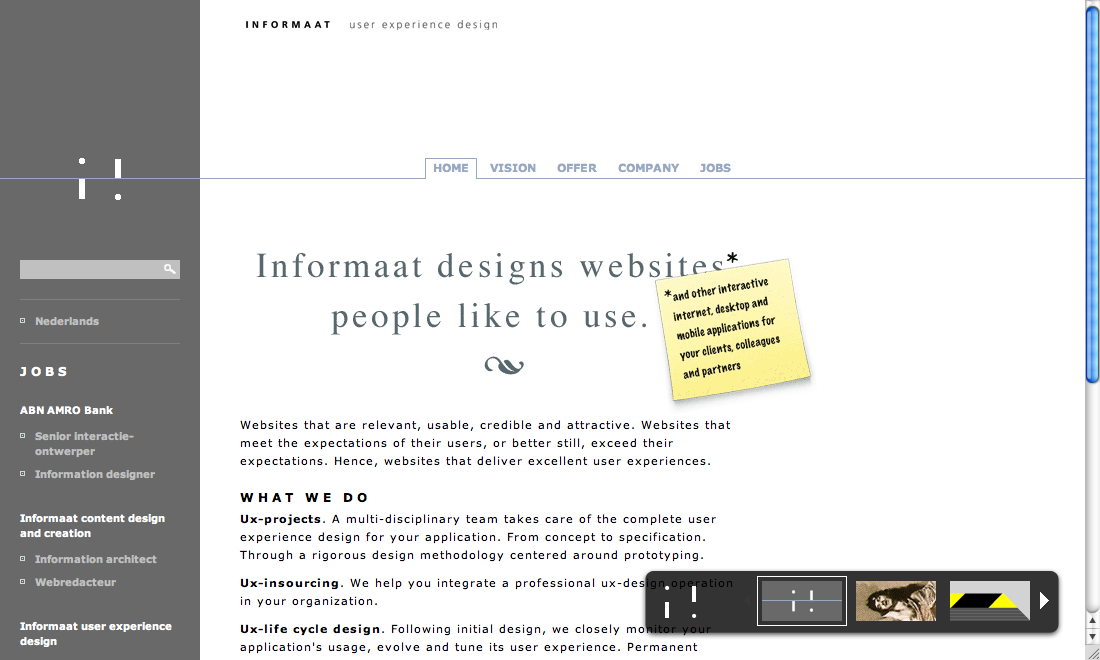 INFORMAAT user experience design
HOME VISION OFFER COMPANY JOBS
Nederlands
JOBS
ABN AMRO Bank
Senior interactie-
ontwerper
Information designer
Informaat content design
and creation
Information architect
Webredacteur
Informaat user experience
design
Informaat designs websites*
people like to use.
*and other interactive
internet, desktop and
mobile applications for
your clients, colleagues
and partners
Websites that are relevant, usable, credible and attractive. Websites that
meet the expectations of their users, or better still, exceed their
expectations. Hence, websites that deliver excellent user experiences.
WHAT WE DO
Ux-projects. A multi-disciplinary team takes care of the complete user
experience design for your application. From concept to specification.
Through a rigorous design methodology centered around prototyping.
Ux-insourcing. We help you integrate a professional ux-design operation
in your organization.
Ux-life cycle design. Following initial design, we closely monitor your
application's usage, evolve and tune its user experience. Permanent